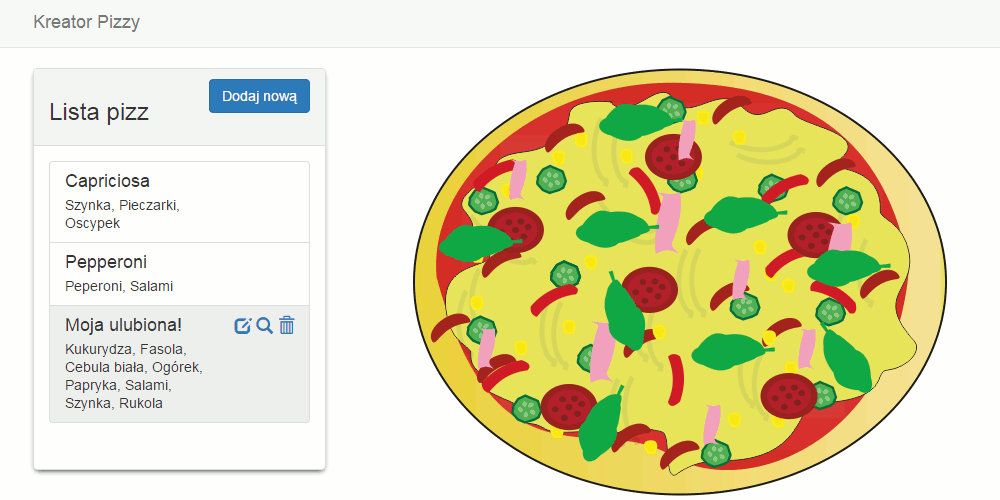 Kreator Pizzy
Lista pizz
Dodaj nową
Capriciosa
Szynka, Pieczarki,
Oscypek
Pepperoni
Peperoni, Salami
Moja ulubiona!
Kukurydza, Fasola,
Cebula biała, Ogórek,
Papryka, Salami,
Szynka, Rukola